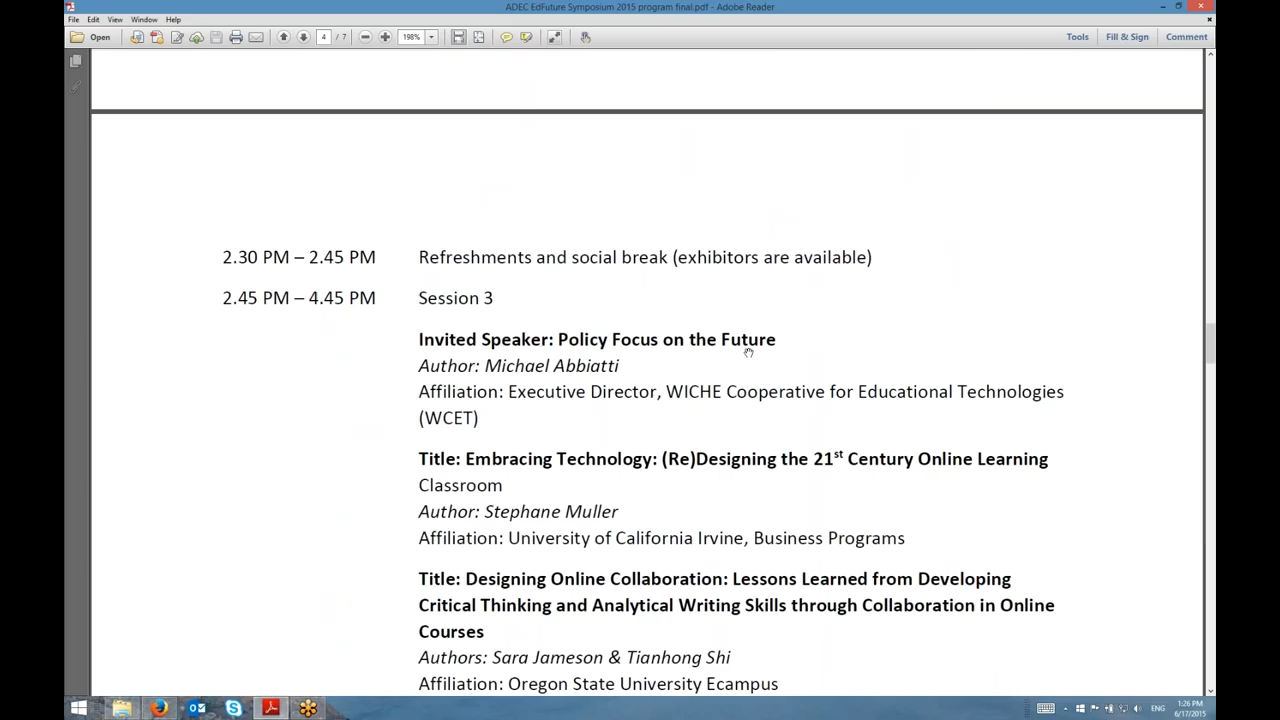 ADEC EdFuture Symposium 2015 program final.pdf - Adobe Reader
File Edit View Window Help
Open 4 / 7 198% Tools Fill & Sign Comment
2.30 PM – 2.45 PM Refreshments and social break (exhibitors are available)
2.45 PM – 4.45 PM Session 3
Invited Speaker: Policy Focus on the Future
Author: Michael Abbiatti
Affiliation: Executive Director, WICHE Cooperative for Educational Technologies
(WCET)
Title: Embracing Technology: (Re)Designing the 21st Century Online Learning
Classroom
Author: Stephane Muller
Affiliation: University of California Irvine, Business Programs
Title: Designing Online Collaboration: Lessons Learned from Developing
Critical Thinking and Analytical Writing Skills through Collaboration in Online
Courses
Authors: Sara Jameson & Tianhong Shi
Affiliation: Oregon State University Ecampus
ENG 1:26 PM
6/17/2015